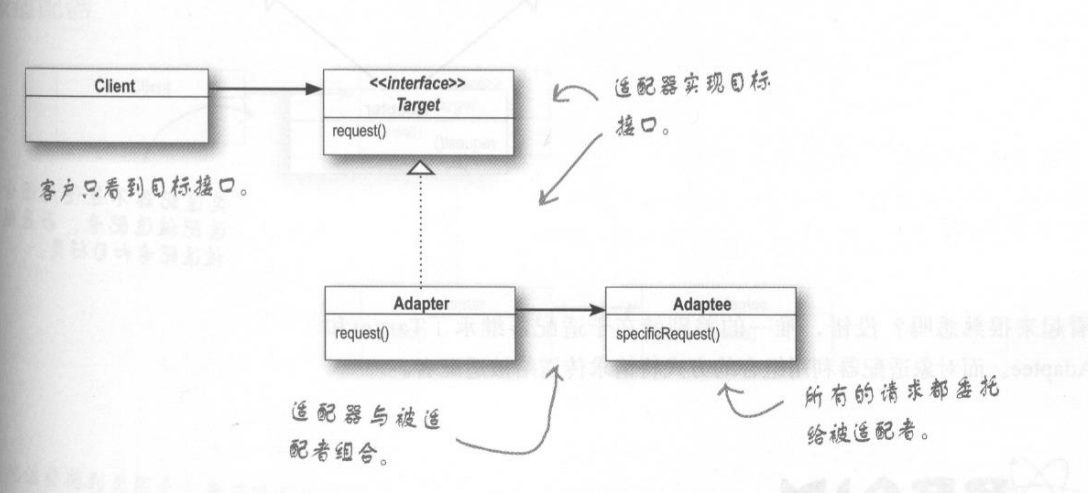 Client
<<interface>>
Target
request()
适配器实现目标
接口。
客户只看到目标接口。
Adapter
request()
Adaptee
specificRequest()
适配器与被适
配者组合。
所有的请求都委托
给被适配者。